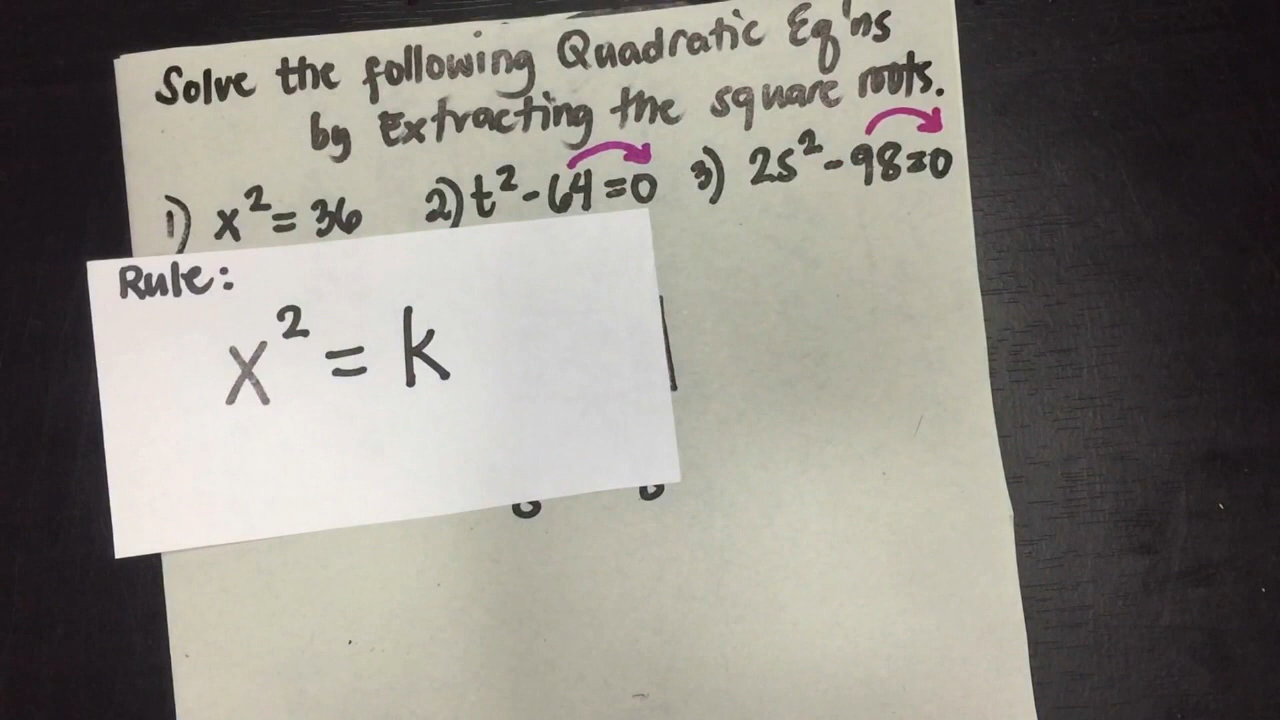 Solve the following Quadratic Eq'ns
by Extracting the square roots.
1) x² = 36 2) t² - 64 = 0 3) 2s² - 98 = 0
Rule:
x² = k